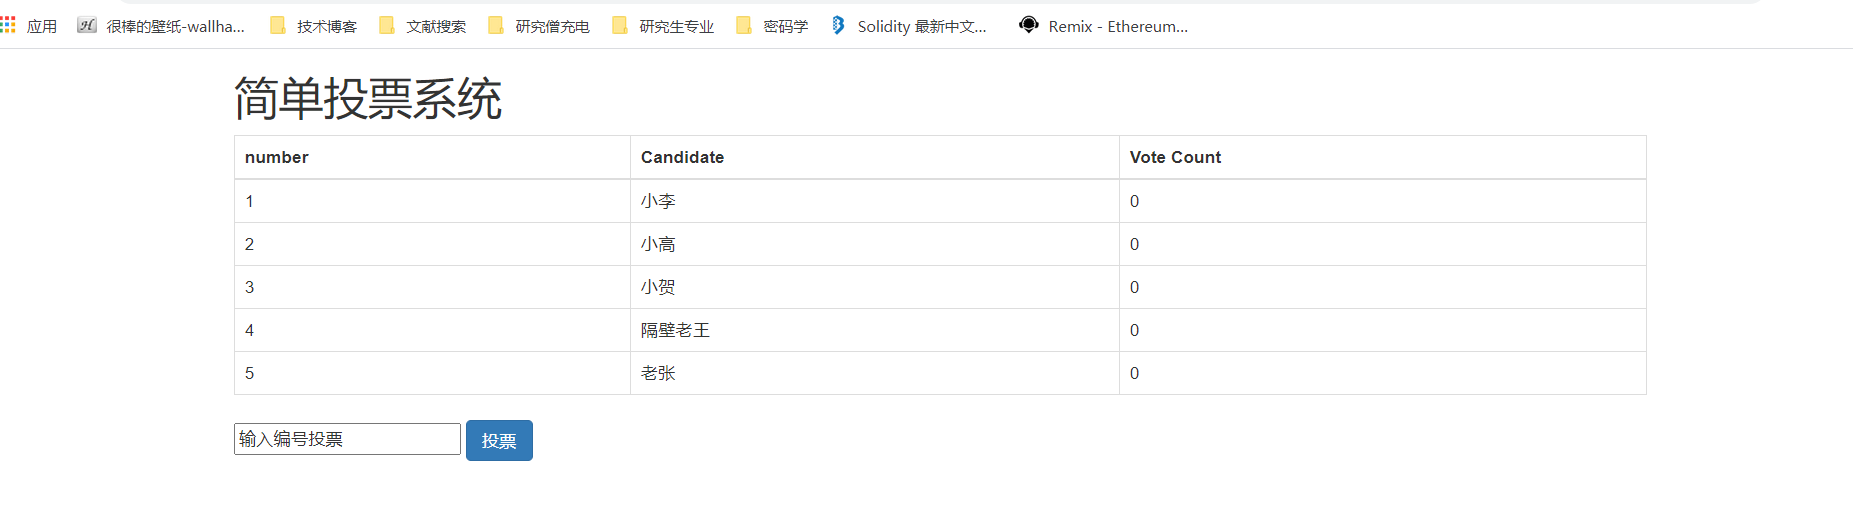 应用 很棒的壁纸-wallha... 技术博客 文献搜索 研究僧充电 研究生专业 密码学 Solidity 最新中文... Remix - Ethereum...
简单投票系统
number Candidate Vote Count
1 小李 0
2 小高 0
3 小贺 0
4 隔壁老王 0
5 老张 0
输入编号投票 投票